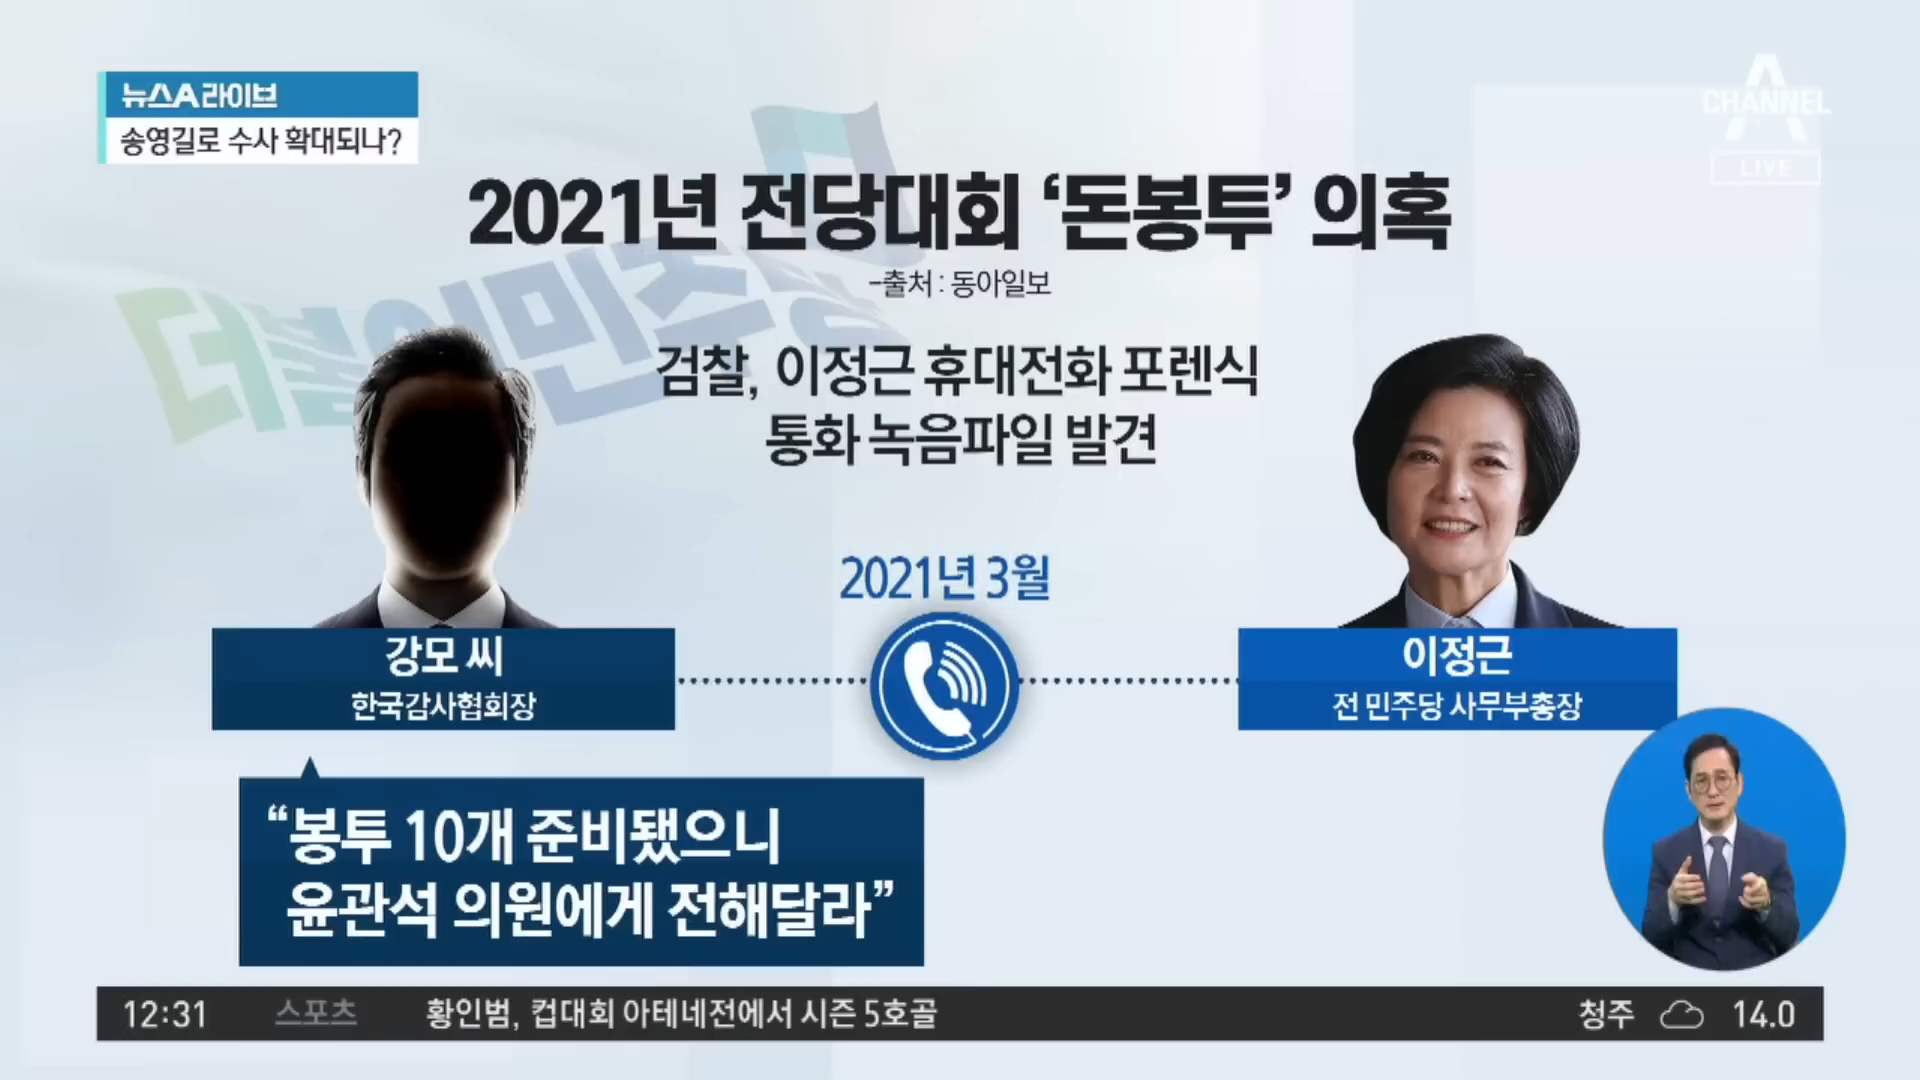 뉴스A 라이브
송영길로 수사 확대되나?
CHANNEL A
LIVE
2021년 전당대회 ‘돈봉투’ 의혹
-출처 : 동아일보
더불어민주당
검찰, 이정근 휴대전화 포렌식
통화 녹음파일 발견
2021년 3월
강모 씨
한국감사협회장
이정근
전 민주당 사무부총장
“봉투 10개 준비됐으니
윤관석 의원에게 전해달라”
12:31 스포츠 황인범, 컵대회 아테네전에서 시즌 5호골 청주 14.0